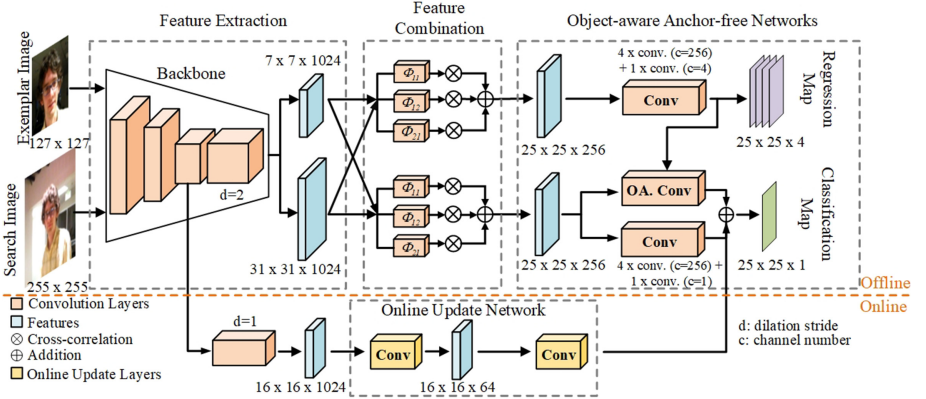 Feature Extraction
Feature
Combination
Object-aware Anchor-free Networks
Exemplar Image
127 x 127
Search Image
255 x 255
Backbone
d=2
7 x 7 x 1024
31 x 31 x 1024
Φ11
Φ12
Φ21
Φ11
Φ12
Φ21
25 x 25 x 256
4 x conv. (c=256)
+ 1 x conv. (c=4)
Conv
25 x 25 x 4
Regression
Map
25 x 25 x 256
OA. Conv
Conv
4 x conv. (c=256) +
1 x conv. (c=1)
25 x 25 x 1
Classification
Map
Offline
Online
Convolution Layers
Features
Cross-correlation
Addition
Online Update Layers
d=1
16 x 16 x 1024
Online Update Network
Conv
16 x 16 x 64
Conv
d: dilation stride
c: channel number